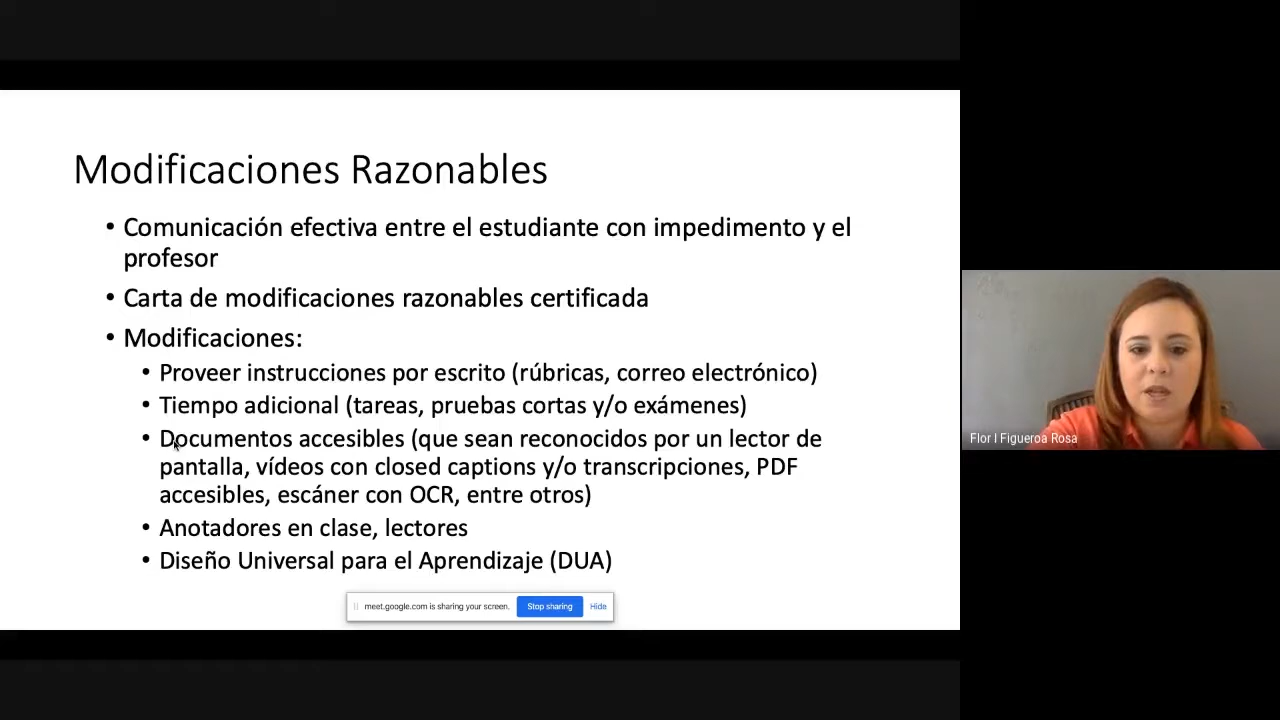 Modificaciones Razonables
• Comunicación efectiva entre el estudiante con impedimento y el
profesor
• Carta de modificaciones razonables certificada
• Modificaciones:
• Proveer instrucciones por escrito (rúbricas, correo electrónico)
• Tiempo adicional (tareas, pruebas cortas y/o exámenes)
• Documentos accesibles (que sean reconocidos por un lector de
pantalla, vídeos con closed captions y/o transcripciones, PDF
accesibles, escáner con OCR, entre otros)
• Anotadores en clase, lectores
• Diseño Universal para el Aprendizaje (DUA)
meet.google.com is sharing your screen. Stop sharing Hide
Flor I Figueroa Rosa